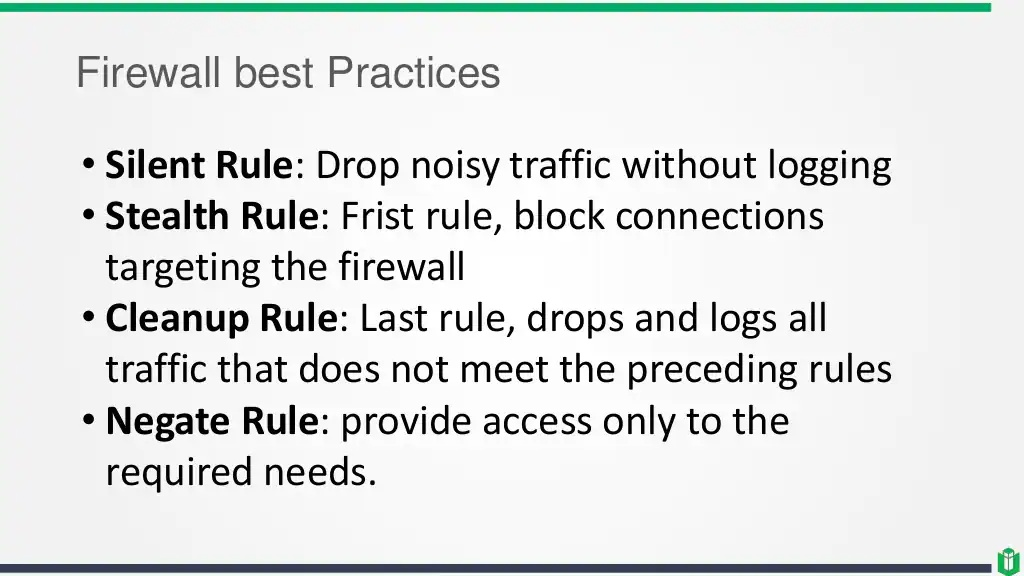 Firewall best Practices
• Silent Rule: Drop noisy traffic without logging
• Stealth Rule: Frist rule, block connections
targeting the firewall
• Cleanup Rule: Last rule, drops and logs all
traffic that does not meet the preceding rules
• Negate Rule: provide access only to the
required needs.